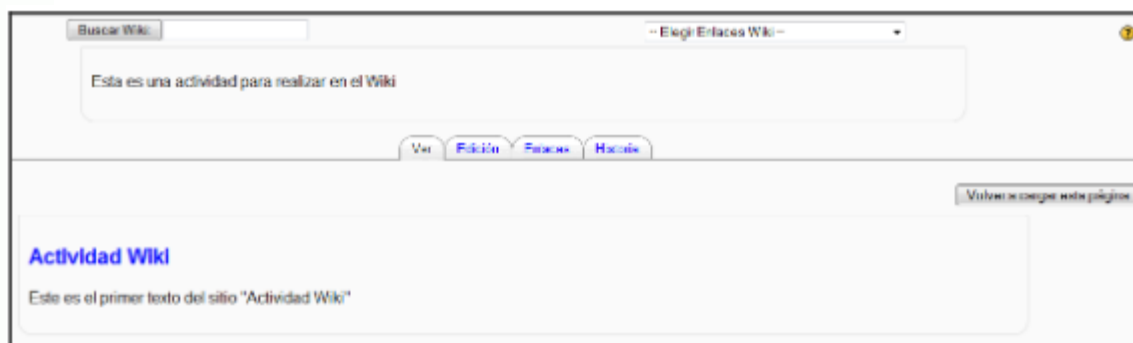 Buscar Wiki:
-- Elegir Enlaces Wiki --
?
Esta es una actividad para realizar en el Wiki
Ver Edición Enlaces Historia
Volver a cargar esta página
Actividad Wiki
Este es el primer texto del sitio "Actividad Wiki"